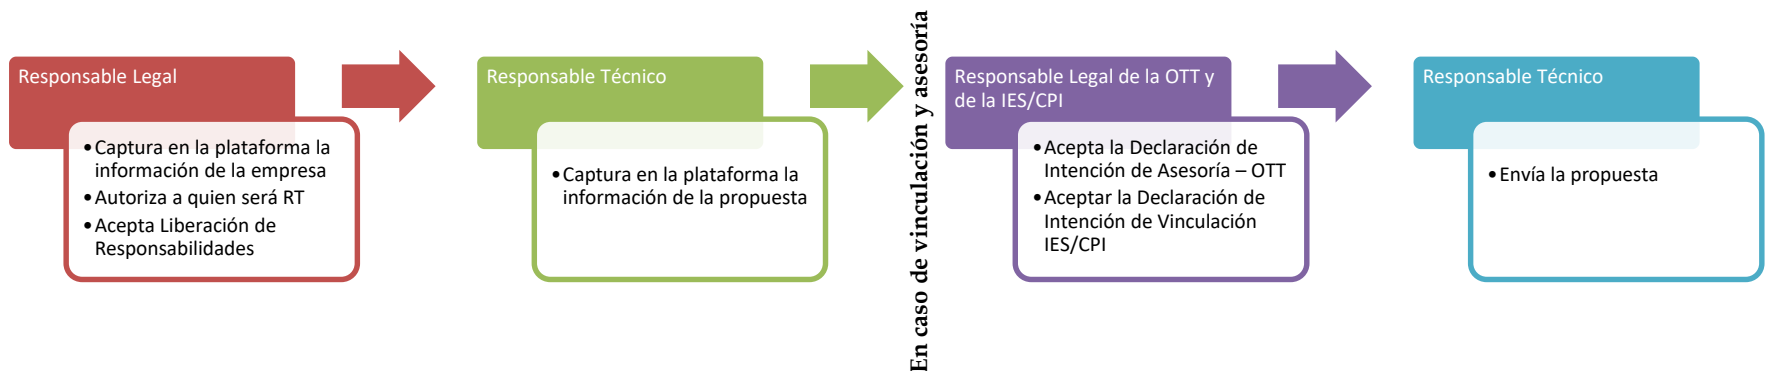 Responsable Legal
•Captura en la plataforma la
información de la empresa
•Autoriza a quien será RT
•Acepta Liberación de
Responsabilidades
Responsable Técnico
•Captura en la plataforma la
información de la propuesta
En caso de vinculación y asesoría
Responsable Legal de la OTT y
de la IES/CPI
•Acepta la Declaración de
Intención de Asesoría – OTT
•Aceptar la Declaración de
Intención de Vinculación
IES/CPI
Responsable Técnico
•Envía la propuesta